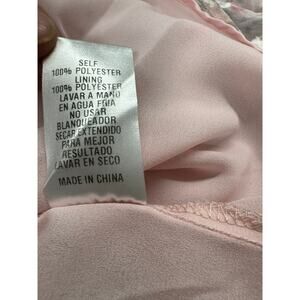 SELF
100% POLYESTER
LINING
100% POLYESTER
LAVAR A MANO
EN AGUA FRIA
NO USAR
BLANQUEADOR
SECAR EXTENDIDO
PARA MEJOR
RESULTADO
LAVAR EN SECO
MADE IN CHINA